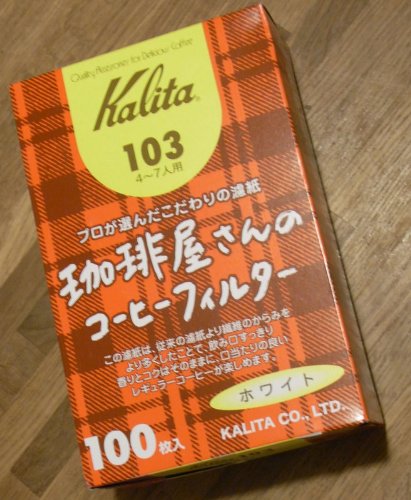 Quality Accessories for Delicious Coffee
Kalita®
103
4〜7人用
プロが選んだこだわりの濾紙
珈琲屋さんの
コーヒーフィルター
この濾紙は、従来の濾紙より繊維のからみを
より多くしたことで、飲み口すっきり
香りとコクはそのままに、口当たりの良い
レギュラーコーヒーが楽しめます。
ホワイト
100枚入
KALITA CO., LTD.